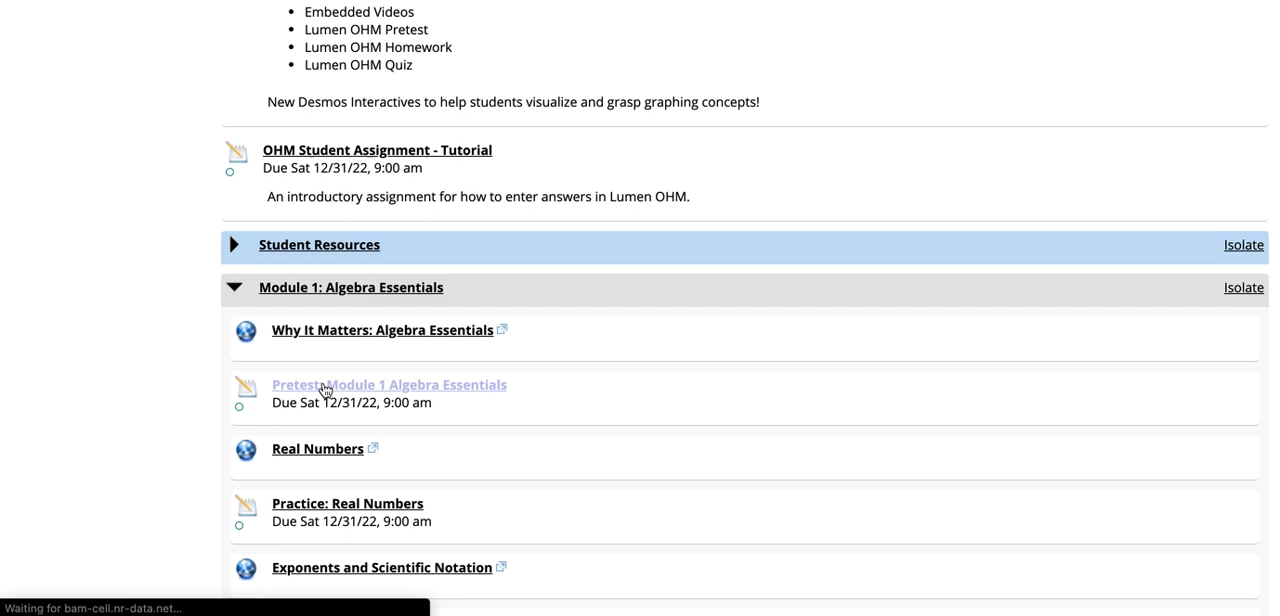 Embedded Videos
Lumen OHM Pretest
Lumen OHM Homework
Lumen OHM Quiz
New Desmos Interactives to help students visualize and grasp graphing concepts!
OHM Student Assignment - Tutorial
Due Sat 12/31/22, 9:00 am
An introductory assignment for how to enter answers in Lumen OHM.
Student Resources Isolate
Module 1: Algebra Essentials Isolate
Why It Matters: Algebra Essentials
Pretest: Module 1 Algebra Essentials
Due Sat 12/31/22, 9:00 am
Real Numbers
Practice: Real Numbers
Due Sat 12/31/22, 9:00 am
Exponents and Scientific Notation
Waiting for bam-cell.nr-data.net...